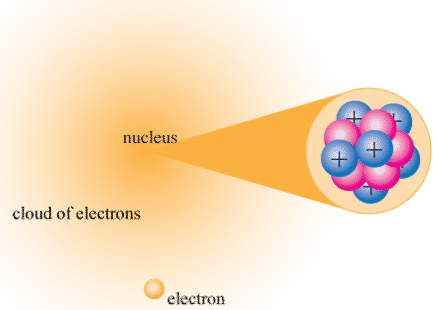 nucleus
cloud of electrons
electron
+
+
+
+
+